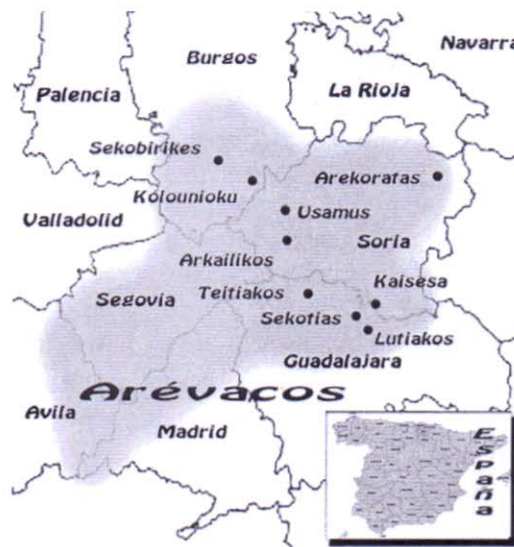 Navarra
Burgos
La Rioja
Palencia
Sekobirikes
Arekoratas
Kolounioku
Usamus
Valladolid
Soria
Arkailikos
Kaisesa
Segovia
Teitiakos
Sekotias
Lutiakos
Guadalajara
Arévacos
Avila
Madrid
España